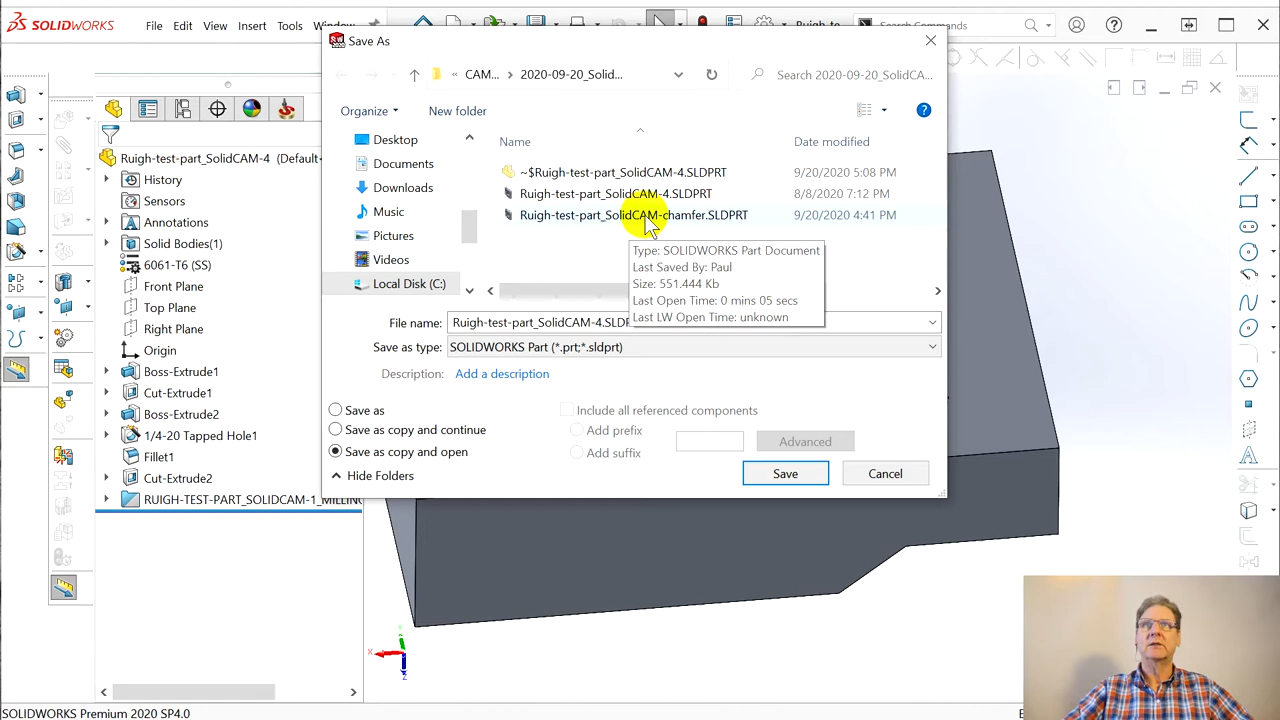 SOLIDWORKS
File
Edit
View
Insert
Tools
Window
Ruigh-te...
Search Commands
Save As
« CAM... › 2020-09-20_Solid...
Search 2020-09-20_SolidCA...
Organize
New folder
Name
Date modified
Desktop
Documents
Downloads
Music
Pictures
Videos
Local Disk (C:)
~$Ruigh-test-part_SolidCAM-4.SLDPRT 9/20/2020 5:08 PM
Ruigh-test-part_SolidCAM-4.SLDPRT 8/8/2020 7:12 PM
Ruigh-test-part_SolidCAM-chamfer.SLDPRT 9/20/2020 4:41 PM
Type: SOLIDWORKS Part Document
Last Saved By: Paul
Size: 551.444 Kb
Last Open Time: 0 mins 05 secs
Last LW Open Time: unknown
File name: Ruigh-test-part_SolidCAM-4.SLDP
Save as type: SOLIDWORKS Part (*.prt;*.sldprt)
Description: Add a description
Save as
Save as copy and continue
Save as copy and open
Include all referenced components
Add prefix
Add suffix
Advanced
Hide Folders
Save
Cancel
Ruigh-test-part_SolidCAM-4 (Default
History
Sensors
Annotations
Solid Bodies(1)
6061-T6 (SS)
Front Plane
Top Plane
Right Plane
Origin
Boss-Extrude1
Cut-Extrude1
Boss-Extrude2
1/4-20 Tapped Hole1
Fillet1
Cut-Extrude2
RUIGH-TEST-PART_SOLIDCAM-1_MILLING
X
Y
Z
SOLIDWORKS Premium 2020 SP4.0
E